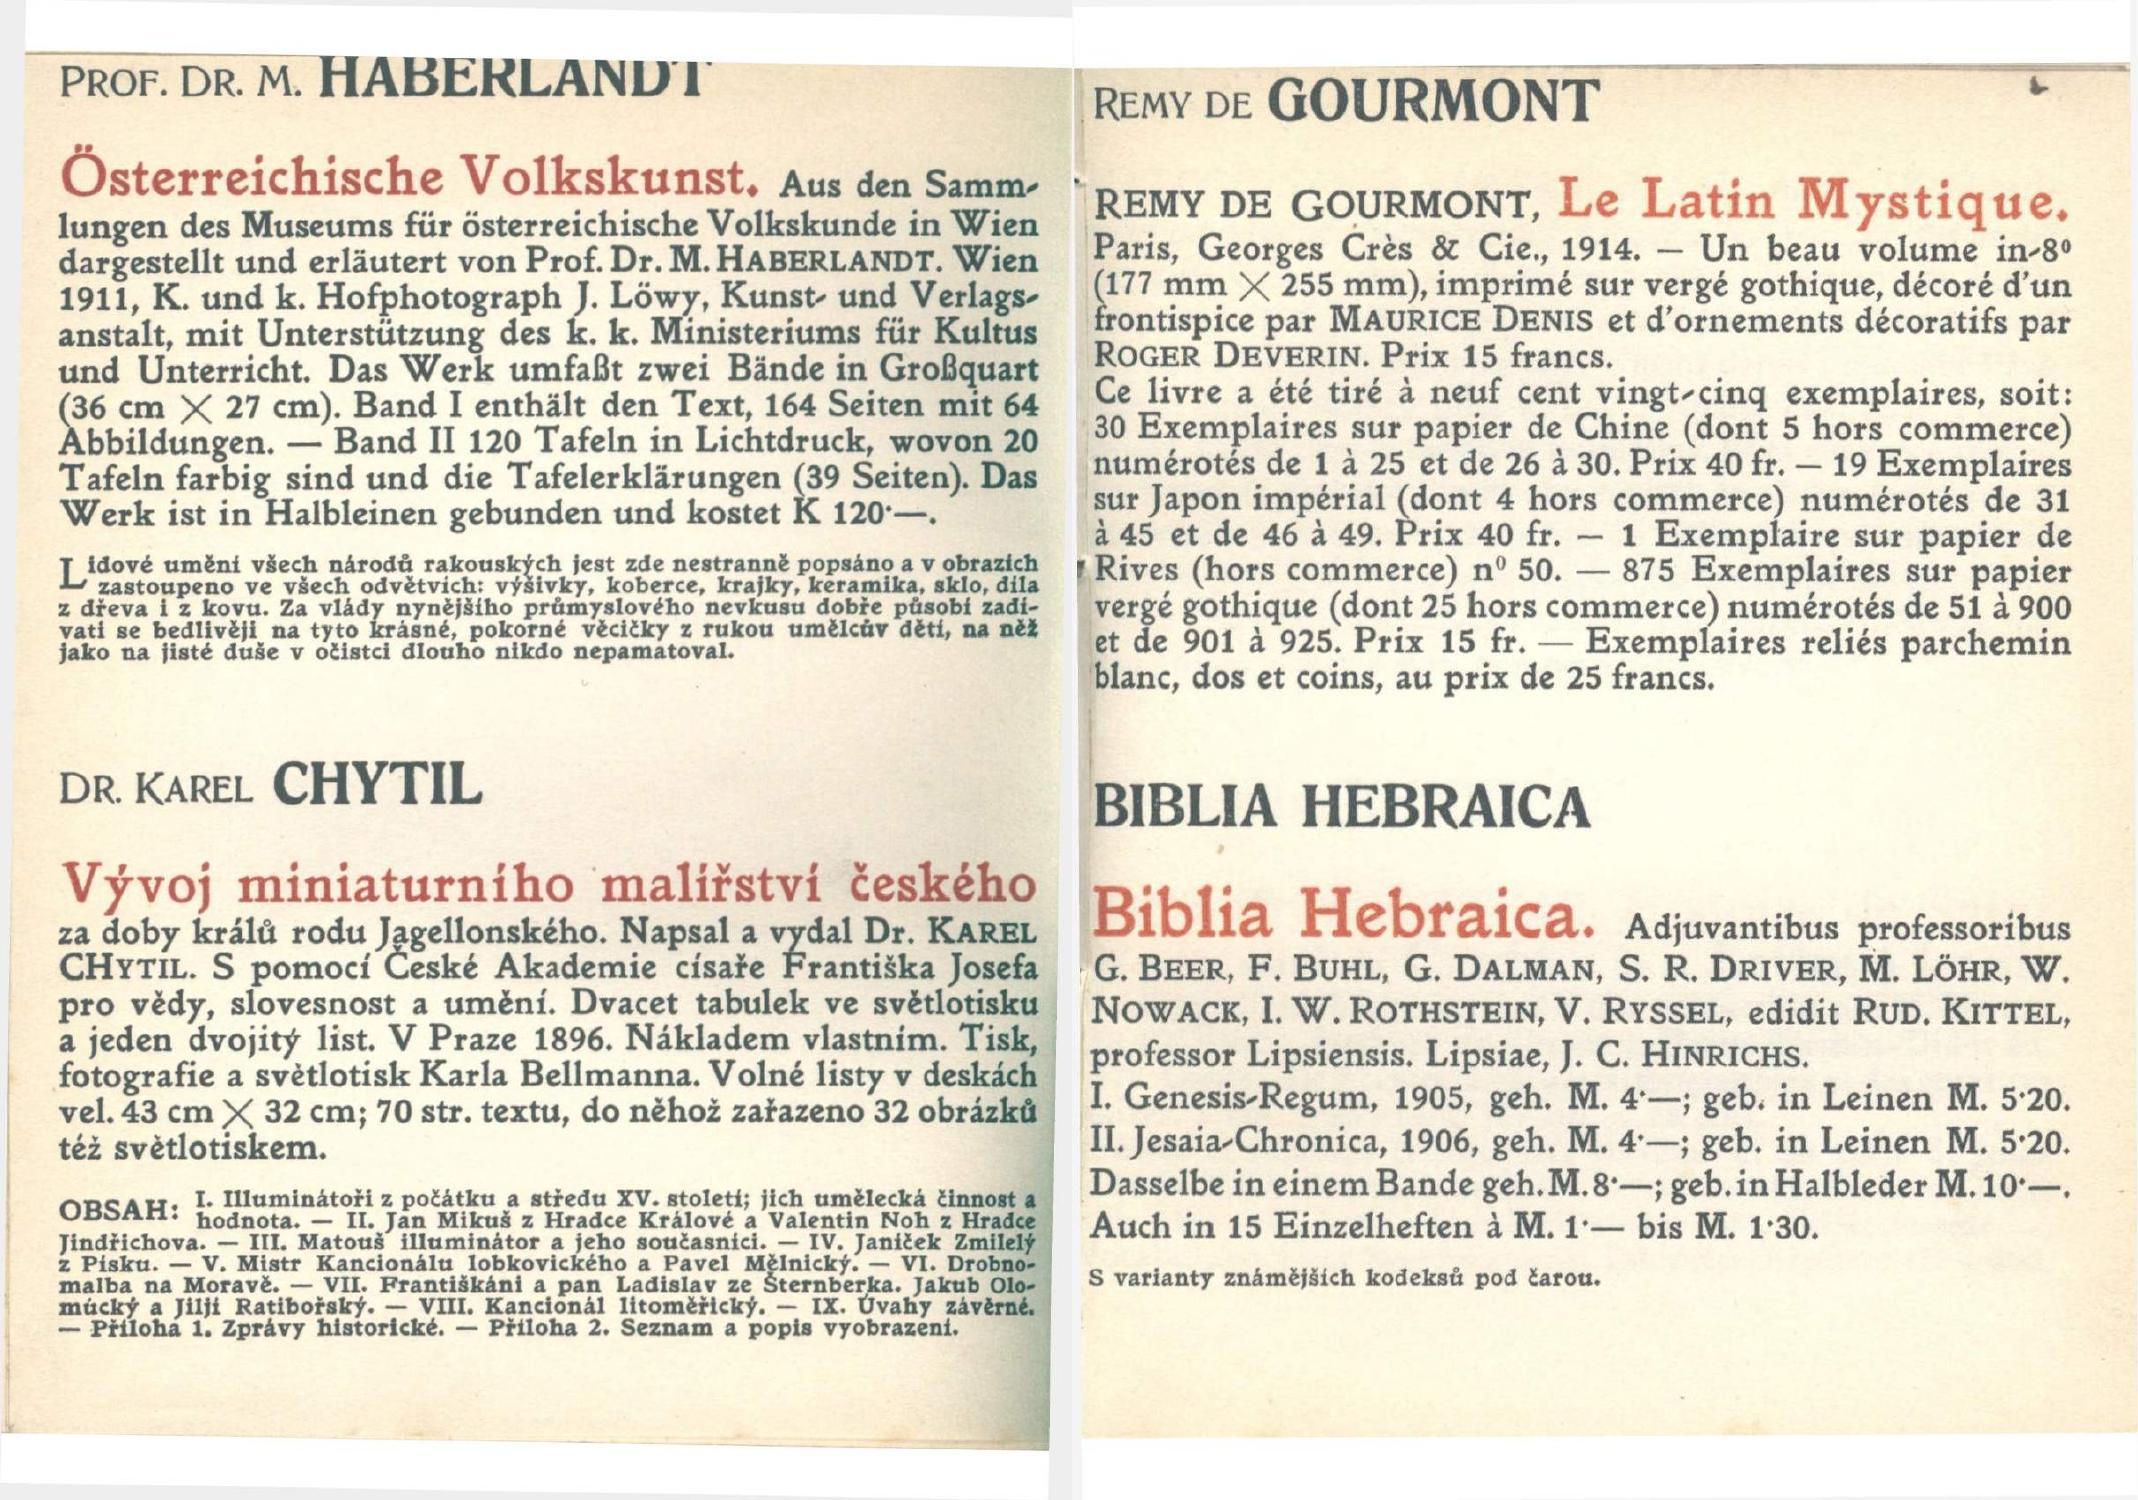 PROF. DR. M. HABERLANDT
Österreichische Volkskunst. Aus den Samm-
lungen des Museums für österreichische Volkskunde in Wien
dargestellt und erläutert von Prof. Dr. M. HABERLANDT. Wien
1911, K. und k. Hofphotograph J. Löwy, Kunst- und Verlags-
anstalt, mit Unterstützung des k. k. Ministeriums für Kultus
und Unterricht. Das Werk umfaßt zwei Bände in Großquart
(36 cm × 27 cm). Band I enthält den Text, 164 Seiten mit 64
Abbildungen. — Band II 120 Tafeln in Lichtdruck, wovon 20
Tafeln farbig sind und die Tafelerklärungen (39 Seiten). Das
Werk ist in Halbleinen gebunden und kostet K 120·—.
Lidové umění všech národů rakouských jest zde nestranně popsáno a v obrazích
zastoupeno ve všech odvětvích: výšivky, koberce, krajky, keramika, sklo, díla
z dřeva i z kovu. Za vlády nynějšího průmyslového nevkusu dobře působí zadí-
vati se bedlivěji na tyto krásné, pokorné věcičky z rukou umělcův dětí, na něž
jako na jisté duše v očistci dlouho nikdo nepamatoval.
DR. KAREL CHYTIL
Vývoj miniaturního malířství českého
za doby králů rodu Jagellonského. Napsal a vydal Dr. KAREL
CHYTIL. S pomocí České Akademie císaře Františka Josefa
pro vědy, slovesnost a umění. Dvacet tabulek ve světlotisku
a jeden dvojitý list. V Praze 1896. Nákladem vlastním. Tisk,
fotografie a světlotisk Karla Bellmanna. Volné listy v deskách
vel. 43 cm × 32 cm; 70 str. textu, do něhož zařazeno 32 obrázků
též světlotiskem.
OBSAH: I. Illuminátoři z počátku a středu XV. století; jich umělecká činnost a
hodnota. — II. Jan Mikuš z Hradce Králové a Valentin Noh z Hradce
Jindřichova. — III. Matouš illuminátor a jeho současníci. — IV. Janíček Zmilelý
z Písku. — V. Mistr Kancionálu lobkovického a Pavel Mělnický. — VI. Drobno-
malba na Moravě. — VII. Františkáni a pan Ladislav ze Šternberka. Jakub Olo-
múcký a Jiljí Ratibořský. — VIII. Kancionál litoměřický. — IX. Úvahy závěrné.
— Příloha 1. Zprávy historické. — Příloha 2. Seznam a popis vyobrazení.
REMY DE GOURMONT
REMY DE GOURMONT, Le Latin Mystique.
Paris, Georges Crès & Cie., 1914. — Un beau volume in-8⁰
(177 mm × 255 mm), imprimé sur vergé gothique, décoré d'un
frontispice par MAURICE DENIS et d'ornements décoratifs par
ROGER DEVERIN. Prix 15 francs.
Ce livre a été tiré à neuf cent vingt-cinq exemplaires, soit:
30 Exemplaires sur papier de Chine (dont 5 hors commerce)
numérotés de 1 à 25 et de 26 à 30. Prix 40 fr. — 19 Exemplaires
sur Japon impérial (dont 4 hors commerce) numérotés de 31
à 45 et de 46 à 49. Prix 40 fr. — 1 Exemplaire sur papier de
Rives (hors commerce) n⁰ 50. — 875 Exemplaires sur papier
vergé gothique (dont 25 hors commerce) numérotés de 51 à 900
et de 901 à 925. Prix 15 fr. — Exemplaires reliés parchemin
blanc, dos et coins, au prix de 25 francs.
BIBLIA HEBRAICA
Biblia Hebraica. Adjuvantibus professoribus
G. BEER, F. BUHL, G. DALMAN, S. R. DRIVER, M. LÖHR, W.
NOWACK, I. W. ROTHSTEIN, V. RYSSEL, edidit RUD. KITTEL,
professor Lipsiensis. Lipsiae, J. C. HINRICHS.
I. Genesis-Regum, 1905, geh. M. 4·—; geb. in Leinen M. 5·20.
II. Jesaia-Chronica, 1906, geh. M. 4·—; geb. in Leinen M. 5·20.
Dasselbe in einem Bande geh. M. 8·—; geb. in Halbleder M. 10·—.
Auch in 15 Einzelheften à M. 1·— bis M. 1·30.
S varianty známějších kodeksů pod čarou.